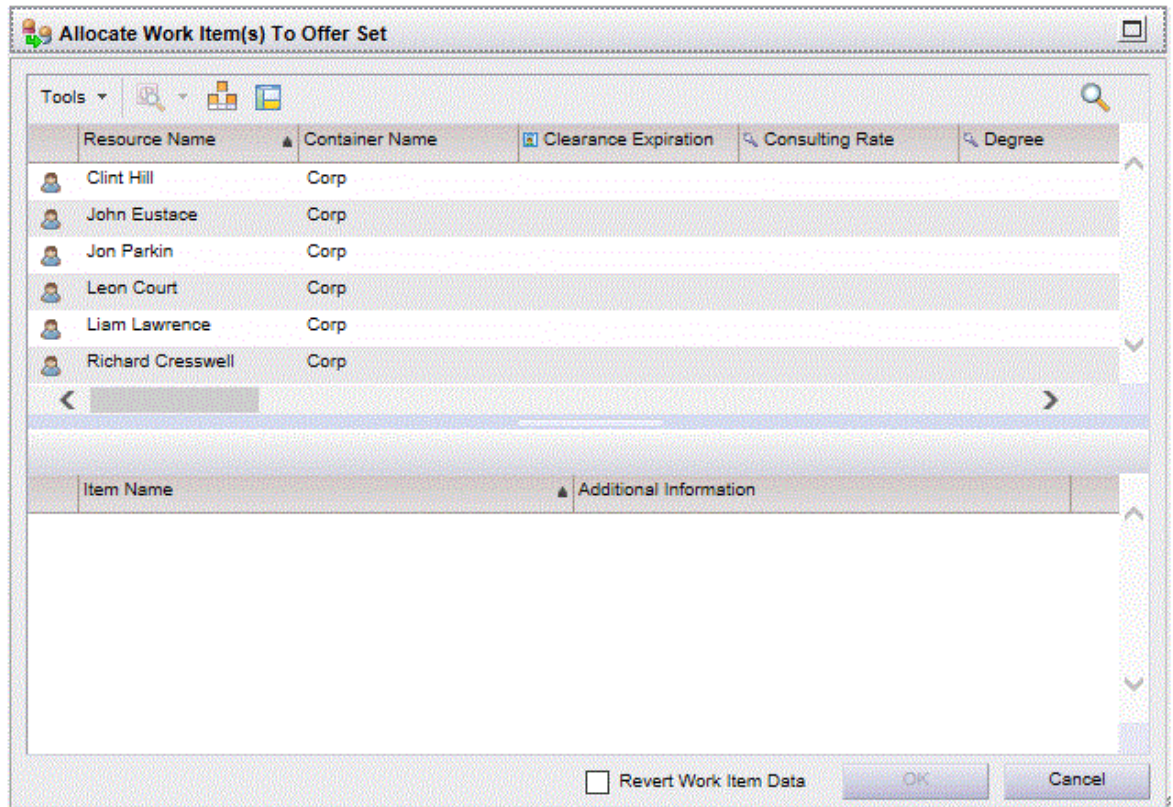 Allocate Work Item(s) To Offer Set
Tools
Resource Name Container Name Clearance Expiration Consulting Rate Degree
Clint Hill Corp
John Eustace Corp
Jon Parkin Corp
Leon Court Corp
Liam Lawrence Corp
Richard Cresswell Corp
Item Name Additional Information
Revert Work Item Data OK Cancel